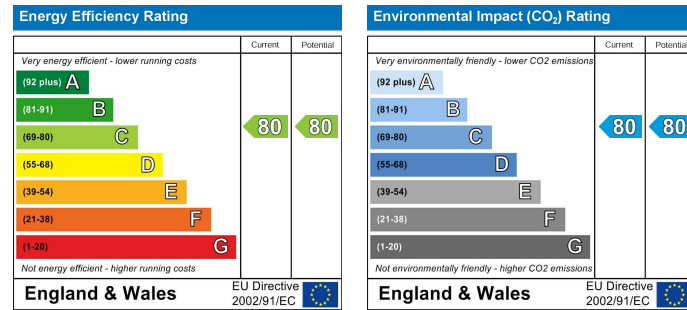 Energy Efficiency Rating
Current Potential
Very energy efficient - lower running costs
(92 plus) A
(81-91) B
(69-80) C
(55-68) D
(39-54) E
(21-38) F
(1-20) G
80 80
Not energy efficient - higher running costs
England & Wales
EU Directive
2002/91/EC
Environmental Impact (CO₂) Rating
Current Potential
Very environmentally friendly - lower CO2 emissions
(92 plus) A
(81-91) B
(69-80) C
(55-68) D
(39-54) E
(21-38) F
(1-20) G
80 80
Not environmentally friendly - higher CO2 emissions
England & Wales
EU Directive
2002/91/EC